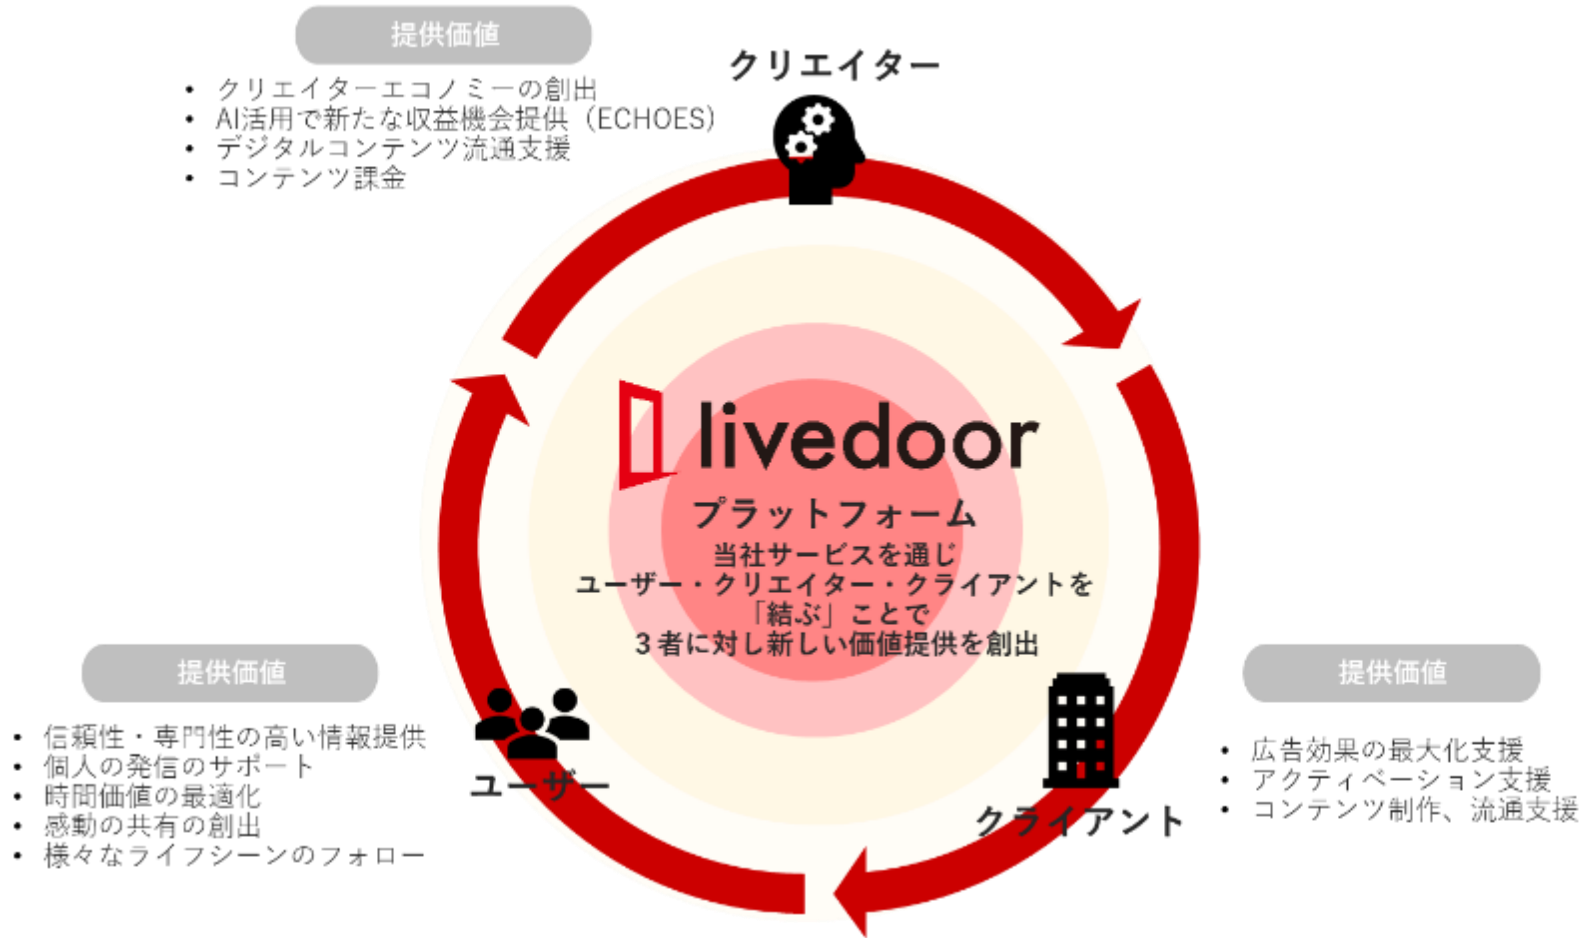 提供価値
• クリエイターエコノミーの創出
• AI活用で新たな収益機会提供（ECHOES）
• デジタルコンテンツ流通支援
• コンテンツ課金
クリエイター
livedoor
プラットフォーム
当社サービスを通じ
ユーザー・クリエイター・クライアントを
「結ぶ」ことで
３者に対し新しい価値提供を創出
提供価値
• 信頼性・専門性の高い情報提供
• 個人の発信のサポート
• 時間価値の最適化
• 感動の共有の創出
• 様々なライフシーンのフォロー
ユーザー
クライアント
提供価値
• 広告効果の最大化支援
• アクティベーション支援
• コンテンツ制作、流通支援